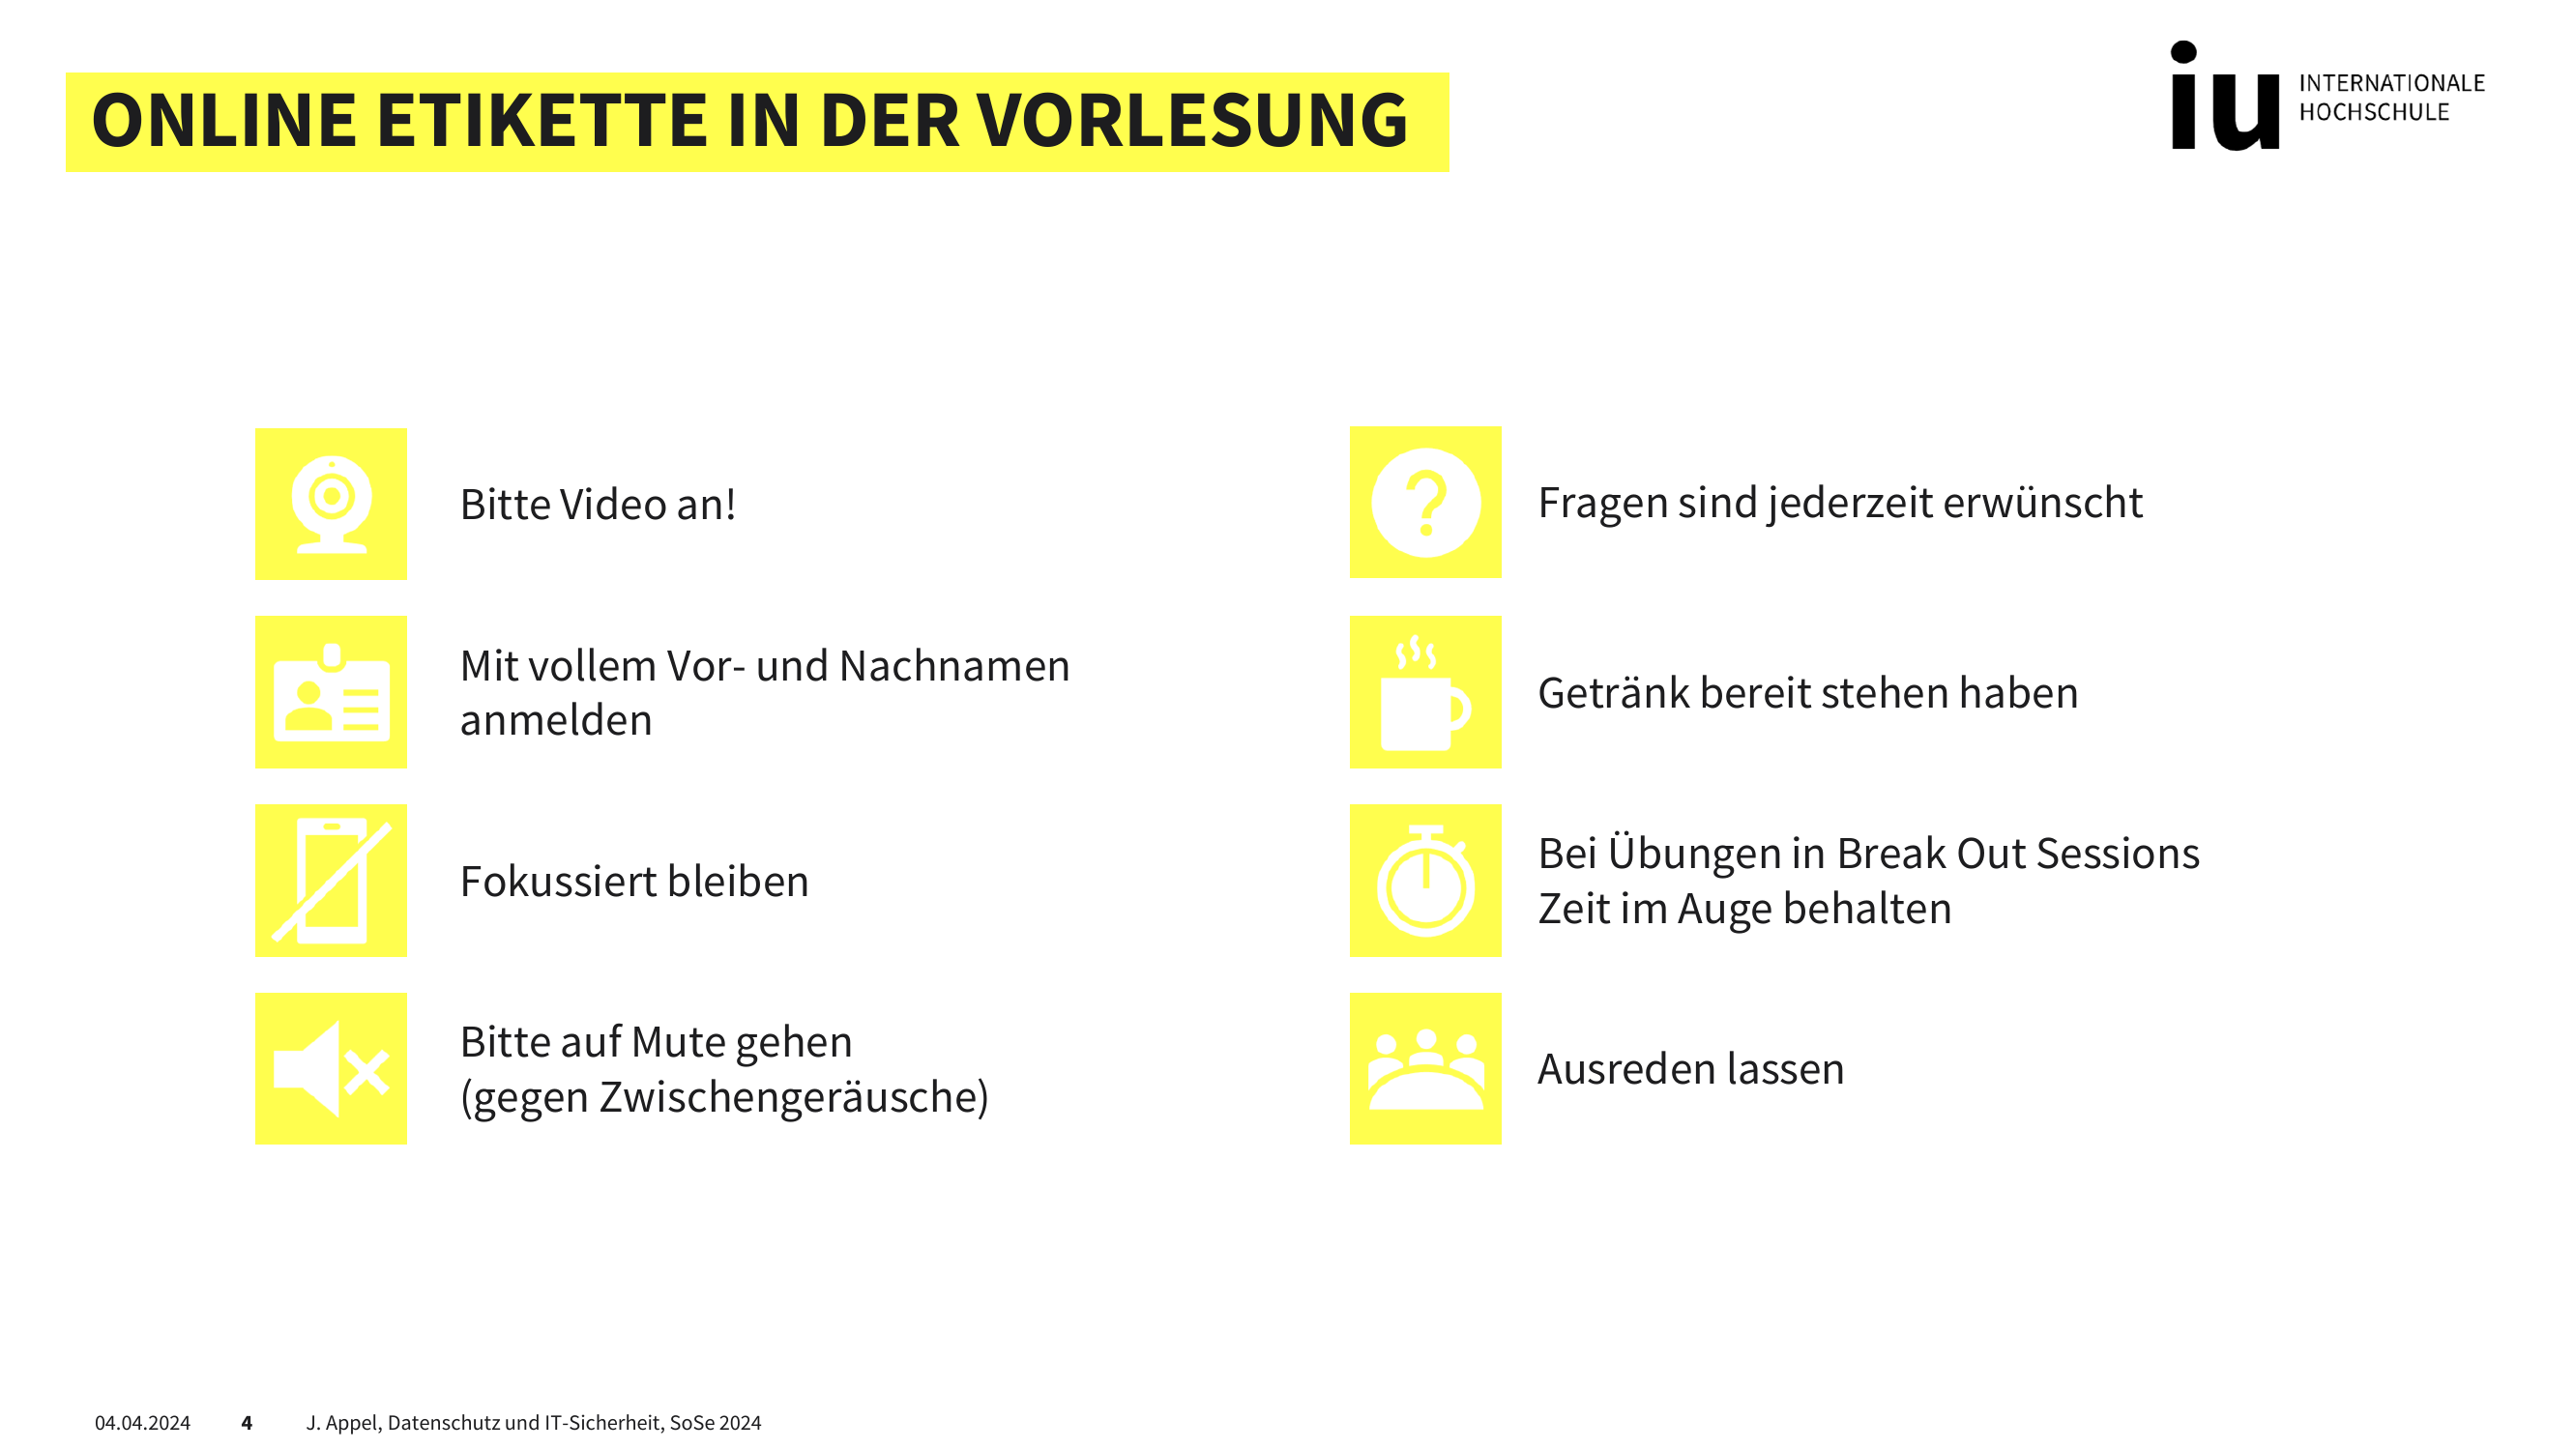 ONLINE ETIKETTE IN DER VORLESUNG
iu INTERNATIONALE
HOCHSCHULE
Bitte Video an!
Mit vollem Vor- und Nachnamen
anmelden
Fokussiert bleiben
Bitte auf Mute gehen
(gegen Zwischengeräusche)
?
Fragen sind jederzeit erwünscht
Getränk bereit stehen haben
Bei Übungen in Break Out Sessions
Zeit im Auge behalten
Ausreden lassen
04.04.2024 4 J. Appel, Datenschutz und IT-Sicherheit, SoSe 2024